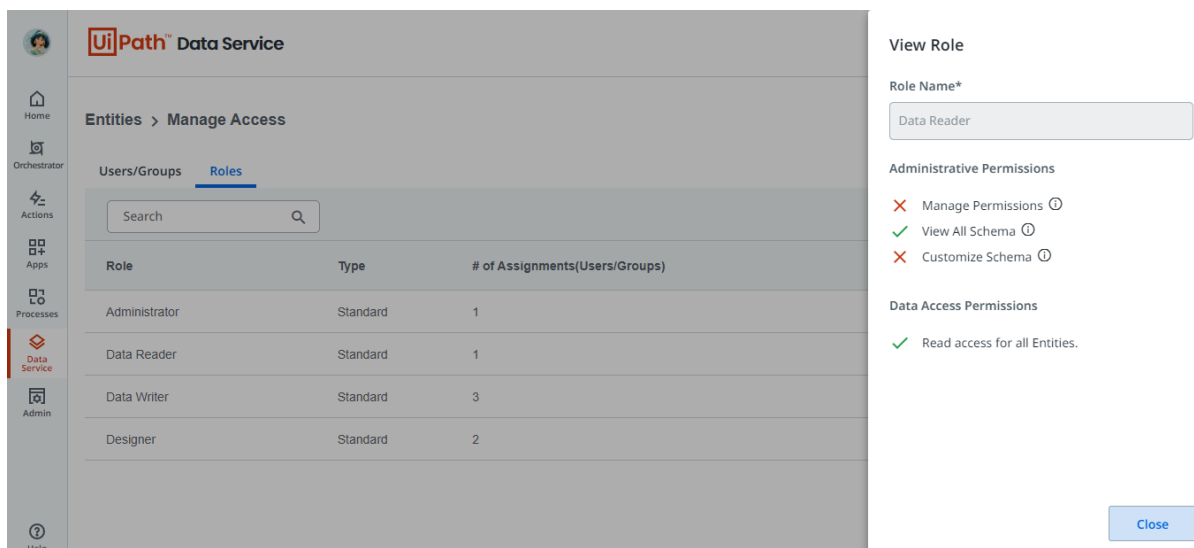 UiPath™ Data Service
Home
Orchestrator
Actions
Apps
Processes
Data
Service
Admin
Entities > Manage Access
Users/Groups Roles
Search
Role Type # of Assignments(Users/Groups)
Administrator Standard 1
Data Reader Standard 1
Data Writer Standard 3
Designer Standard 2
View Role
Role Name*
Data Reader
Administrative Permissions
Manage Permissions
View All Schema
Customize Schema
Data Access Permissions
Read access for all Entities.
Close